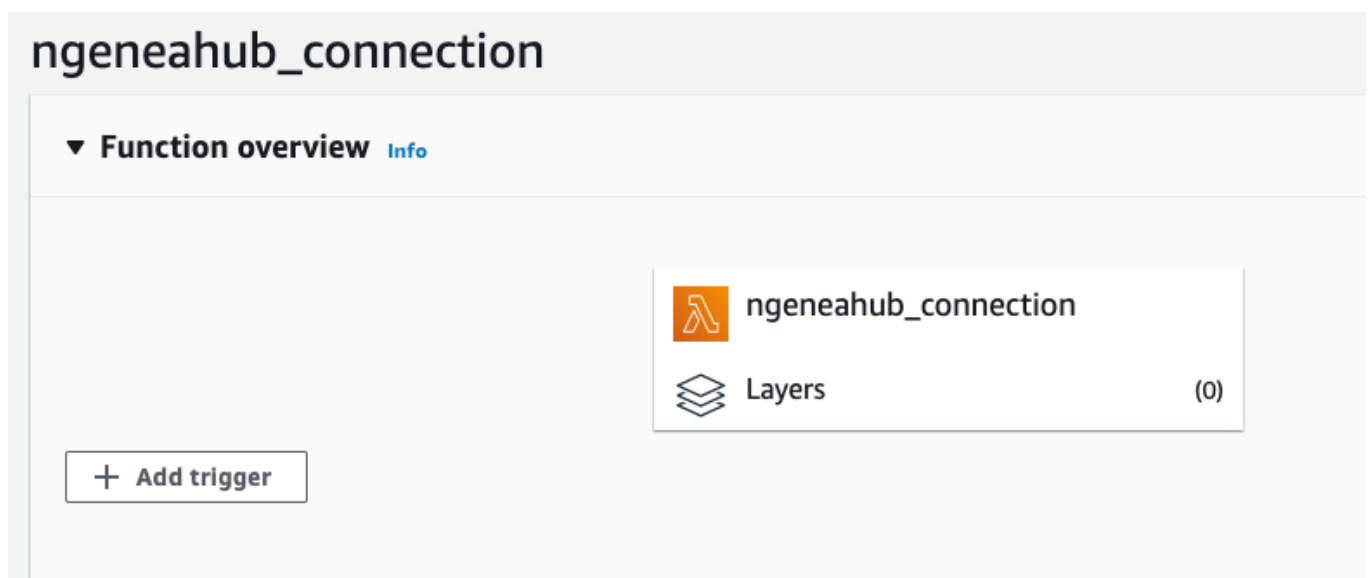 ngeneahub_connection
Function overview Info
ngeneahub_connection
Layers (0)
Add trigger